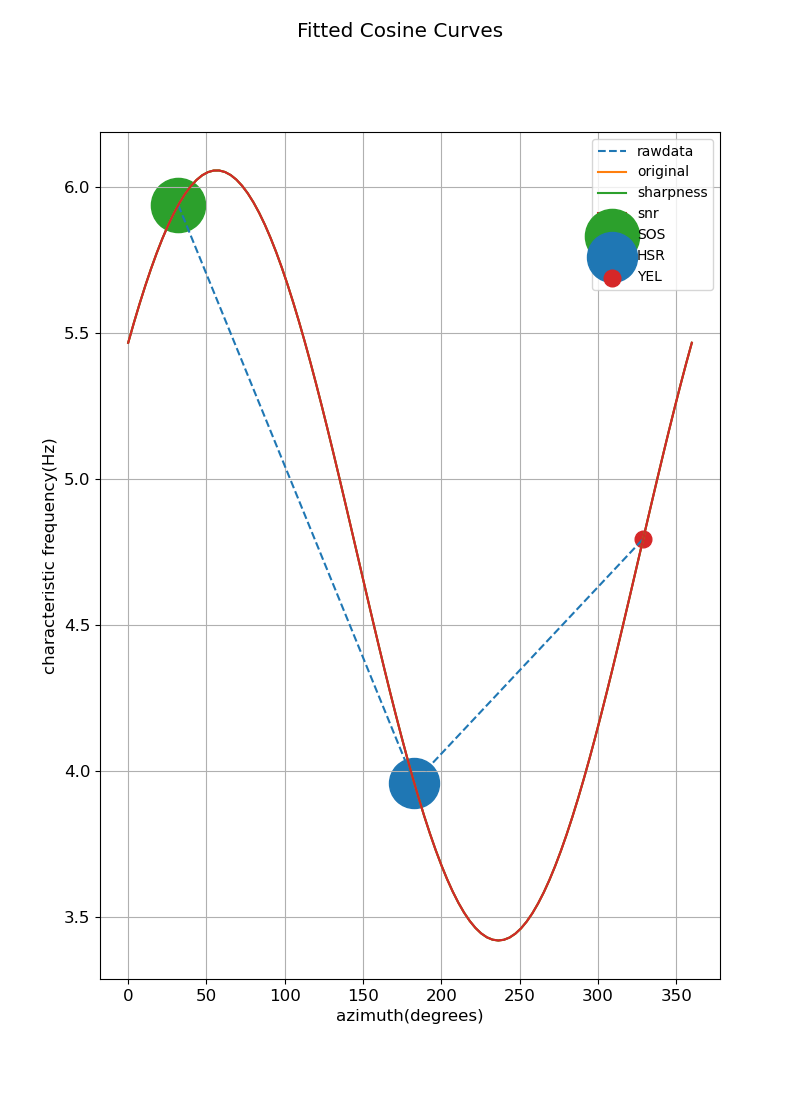 Fitted Cosine Curves
rawdata
original
sharpness
snr
SOS
HSR
YEL
6.0
5.5
5.0
4.5
4.0
3.5
characteristic frequency(Hz)
0 50 100 150 200 250 300 350
azimuth(degrees)